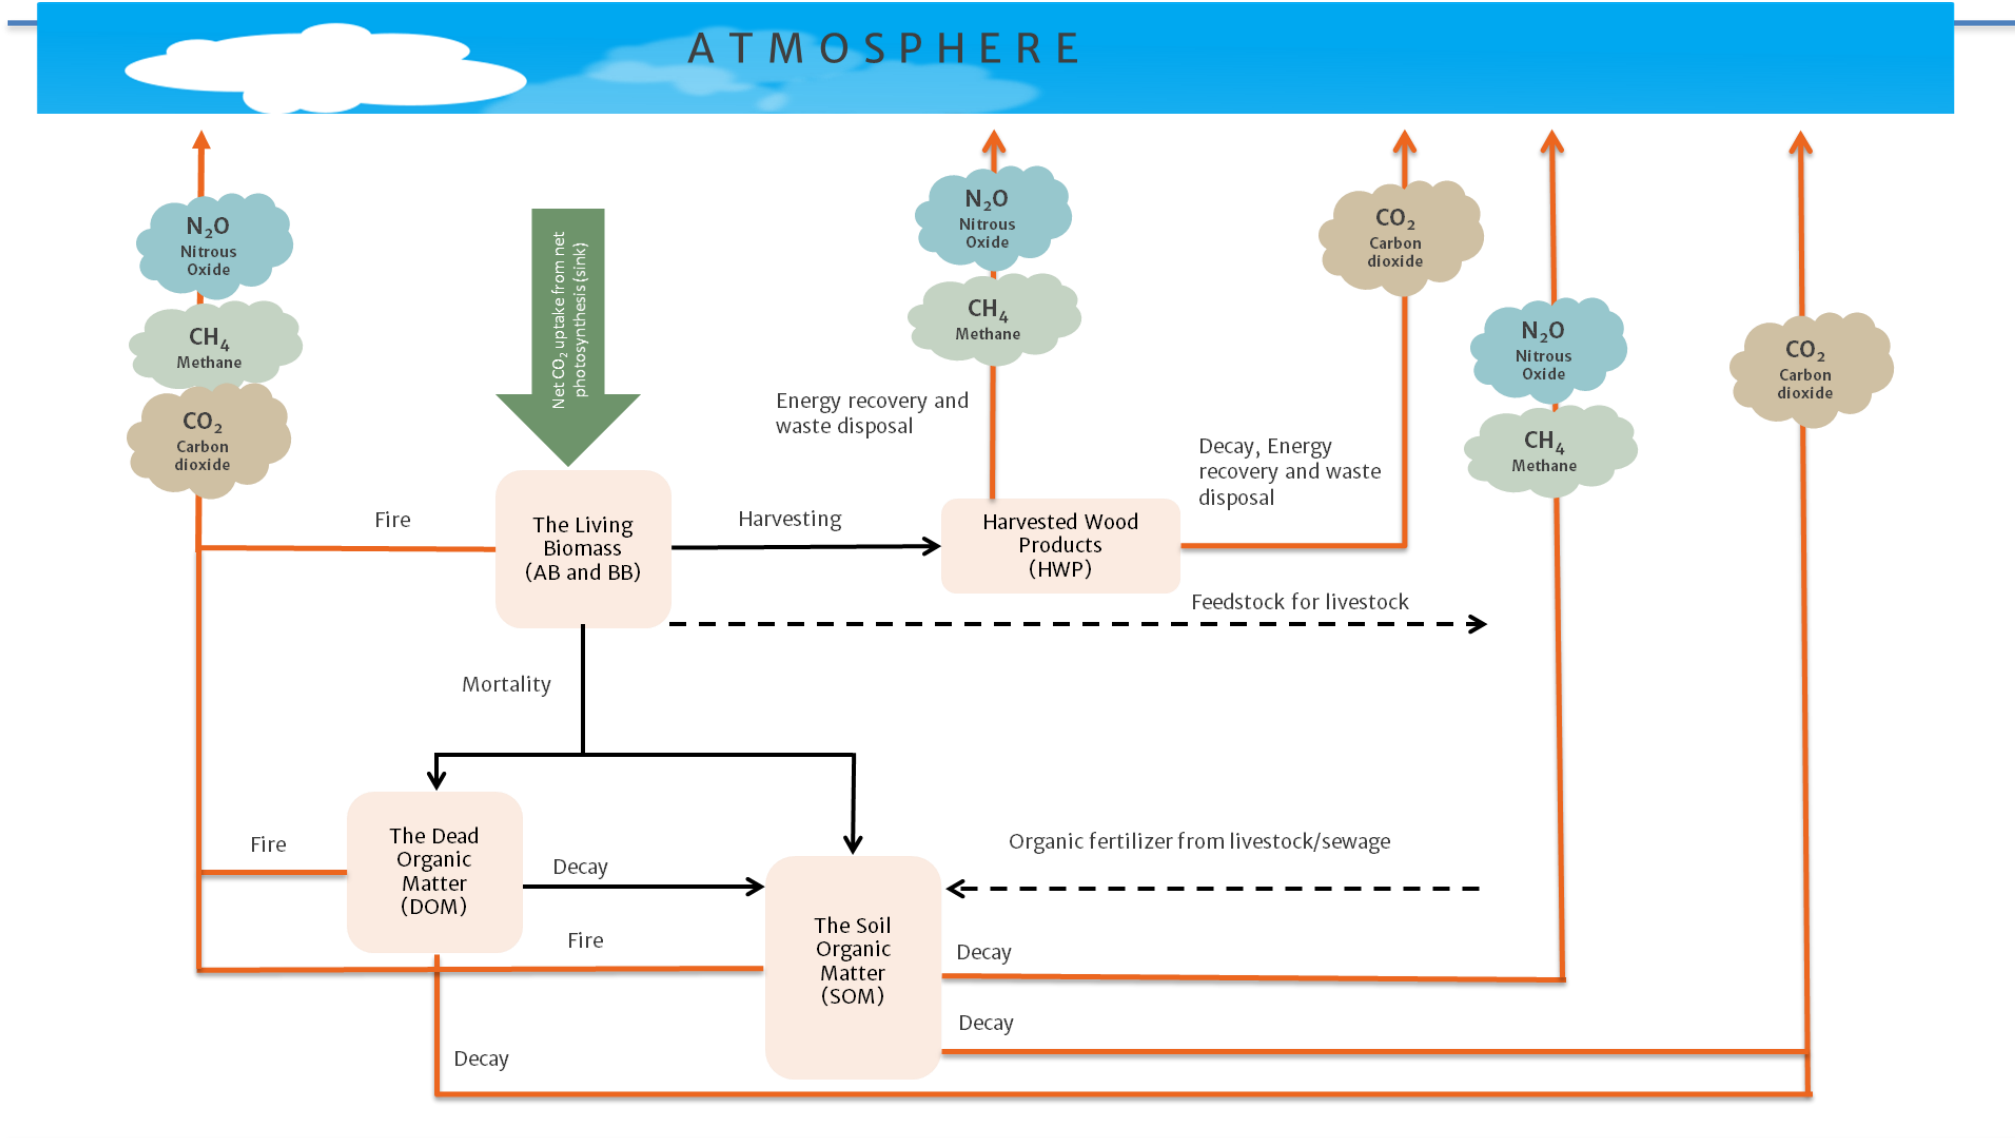 ATMOSPHERE
N₂O
Nitrous
Oxide
CH₄
Methane
CO₂
Carbon
dioxide
Net CO₂ uptake from net
photosynthesis (sink)
N₂O
Nitrous
Oxide
CH₄
Methane
CO₂
Carbon
dioxide
N₂O
Nitrous
Oxide
CH₄
Methane
CO₂
Carbon
dioxide
Energy recovery and
waste disposal
Decay, Energy
recovery and waste
disposal
Fire
The Living
Biomass
(AB and BB)
Harvesting
Harvested Wood
Products
(HWP)
Feedstock for livestock
Mortality
Fire
The Dead
Organic
Matter
(DOM)
Decay
Organic fertilizer from livestock/sewage
Fire
The Soil
Organic
Matter
(SOM)
Decay
Decay
Decay